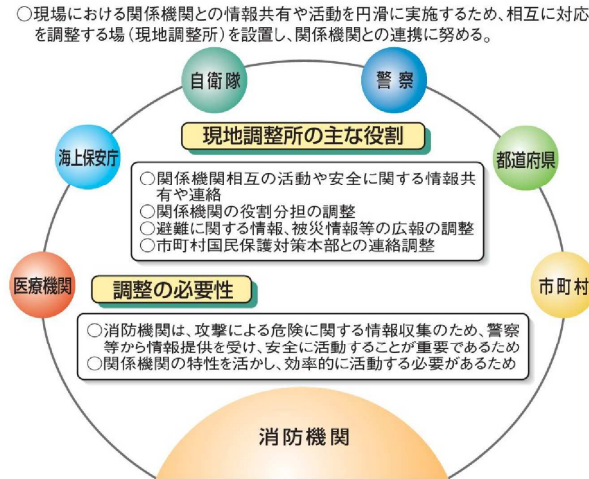 ○現場における関係機関との情報共有や活動を円滑に実施するため、相互に対応
を調整する場(現地調整所)を設置し、関係機関との連携に努める。
自衛隊
警察
海上保安庁
現地調整所の主な役割
都道府県
○関係機関相互の活動や安全に関する情報共
有や連絡
○関係機関の役割分担の調整
○避難に関する情報、被災情報等の広報の調整
○市町村国民保護対策本部との連絡調整
医療機関
調整の必要性
市町村
○消防機関は、攻撃による危険に関する情報収集のため、警察
等から情報提供を受け、安全に活動することが重要であるため
○関係機関の特性を活かし、効率的に活動する必要があるため
消防機関